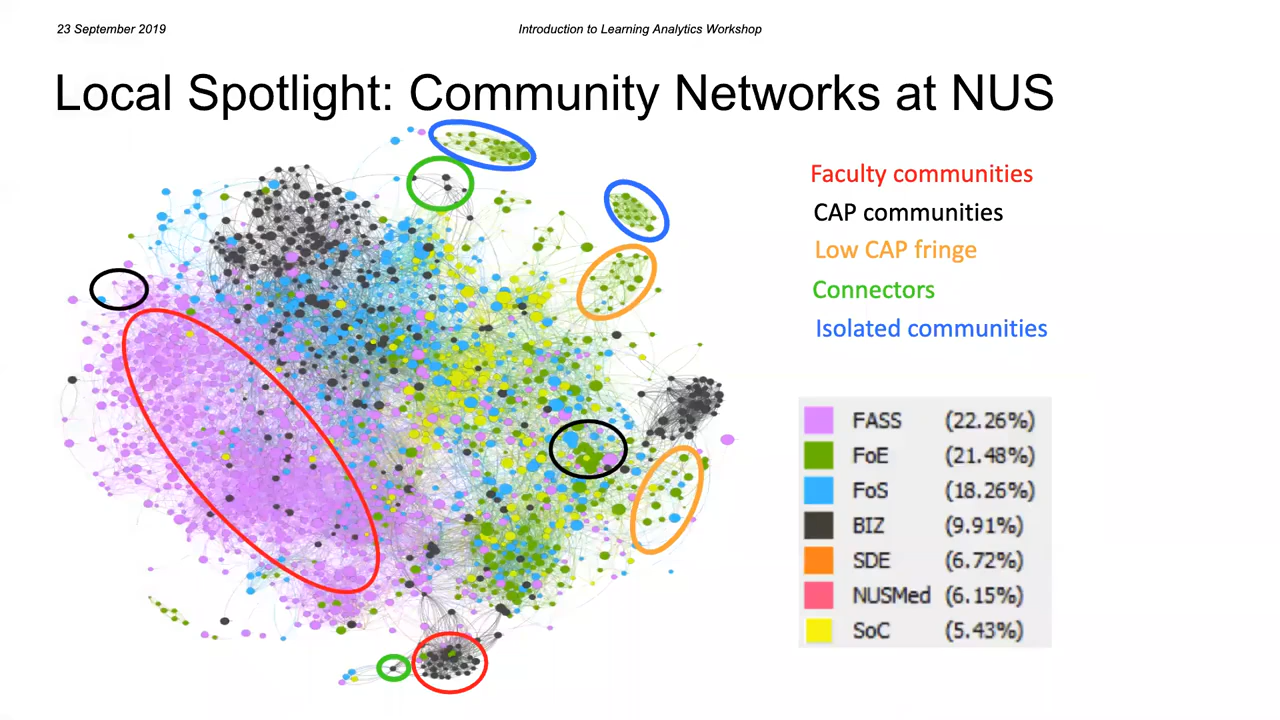 23 September 2019
Introduction to Learning Analytics Workshop
Local Spotlight: Community Networks at NUS
Faculty communities
CAP communities
Low CAP fringe
Connectors
Isolated communities
FASS (22.26%)
FoE (21.48%)
FoS (18.26%)
BIZ (9.91%)
SDE (6.72%)
NUSMed (6.15%)
SoC (5.43%)